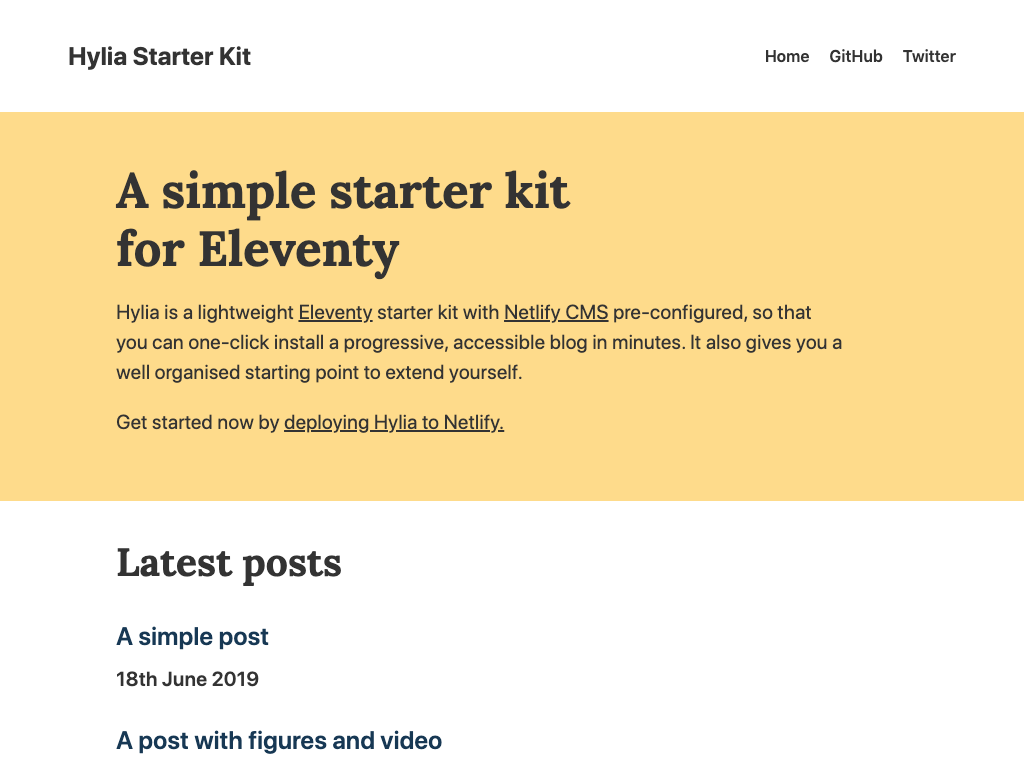 Hylia Starter Kit
Home GitHub Twitter
A simple starter kit
for Eleventy
Hylia is a lightweight Eleventy starter kit with Netlify CMS pre-configured, so that
you can one-click install a progressive, accessible blog in minutes. It also gives you a
well organised starting point to extend yourself.
Get started now by deploying Hylia to Netlify.
Latest posts
A simple post
18th June 2019
A post with figures and video